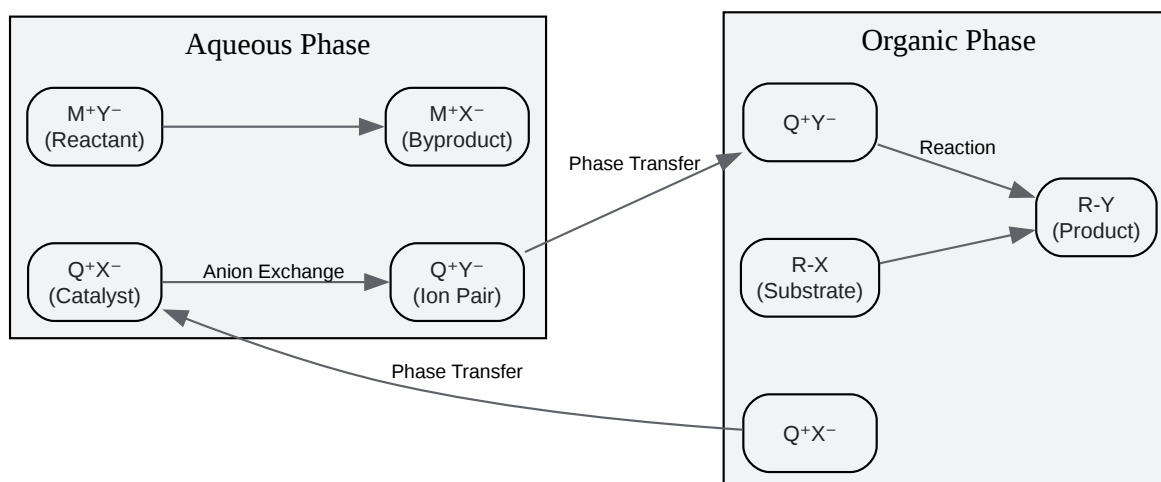 Aqueous Phase
M⁺Y⁻
(Reactant)
M⁺X⁻
(Byproduct)
Q⁺X⁻
(Catalyst)
Anion Exchange
Q⁺Y⁻
(Ion Pair)
Phase Transfer
Phase Transfer
Organic Phase
Q⁺Y⁻
Reaction
R-X
(Substrate)
R-Y
(Product)
Q⁺X⁻